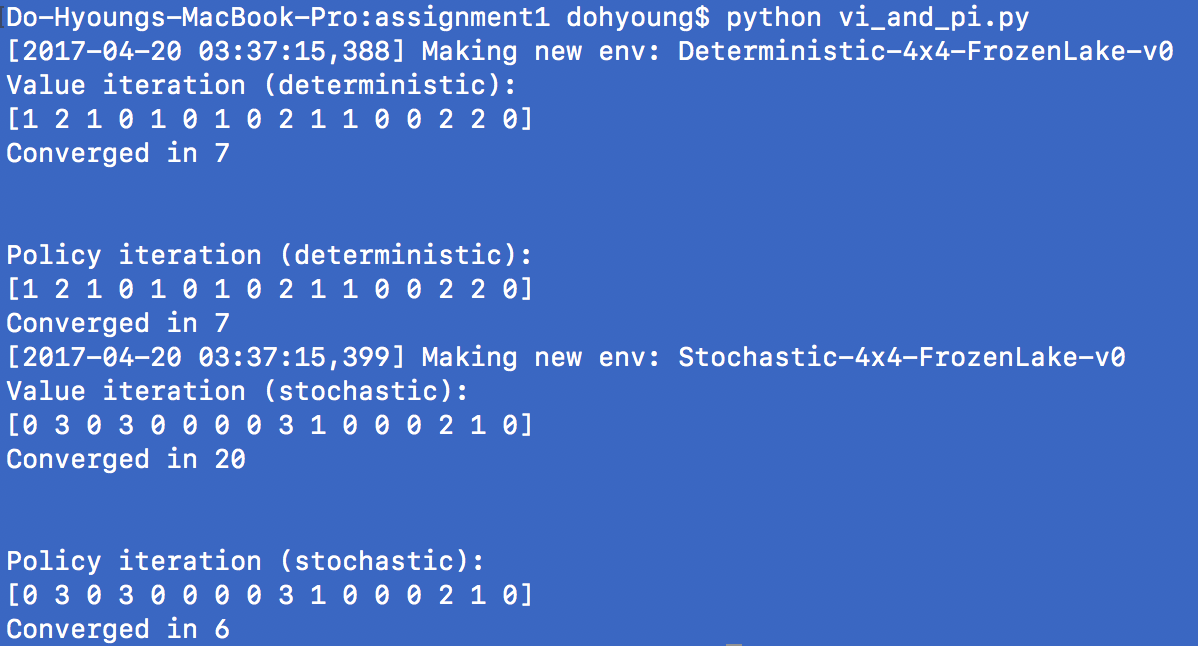 Do-Hyoungs-MacBook-Pro:assignment1 dohyoung$ python vi_and_pi.py
[2017-04-20 03:37:15,388] Making new env: Deterministic-4x4-FrozenLake-v0
Value iteration (deterministic):
[1 2 1 0 1 0 1 0 2 1 1 0 0 2 2 0]
Converged in 7
Policy iteration (deterministic):
[1 2 1 0 1 0 1 0 2 1 1 0 0 2 2 0]
Converged in 7
[2017-04-20 03:37:15,399] Making new env: Stochastic-4x4-FrozenLake-v0
Value iteration (stochastic):
[0 3 0 3 0 0 0 0 3 1 0 0 0 2 1 0]
Converged in 20
Policy iteration (stochastic):
[0 3 0 3 0 0 0 0 3 1 0 0 0 2 1 0]
Converged in 6